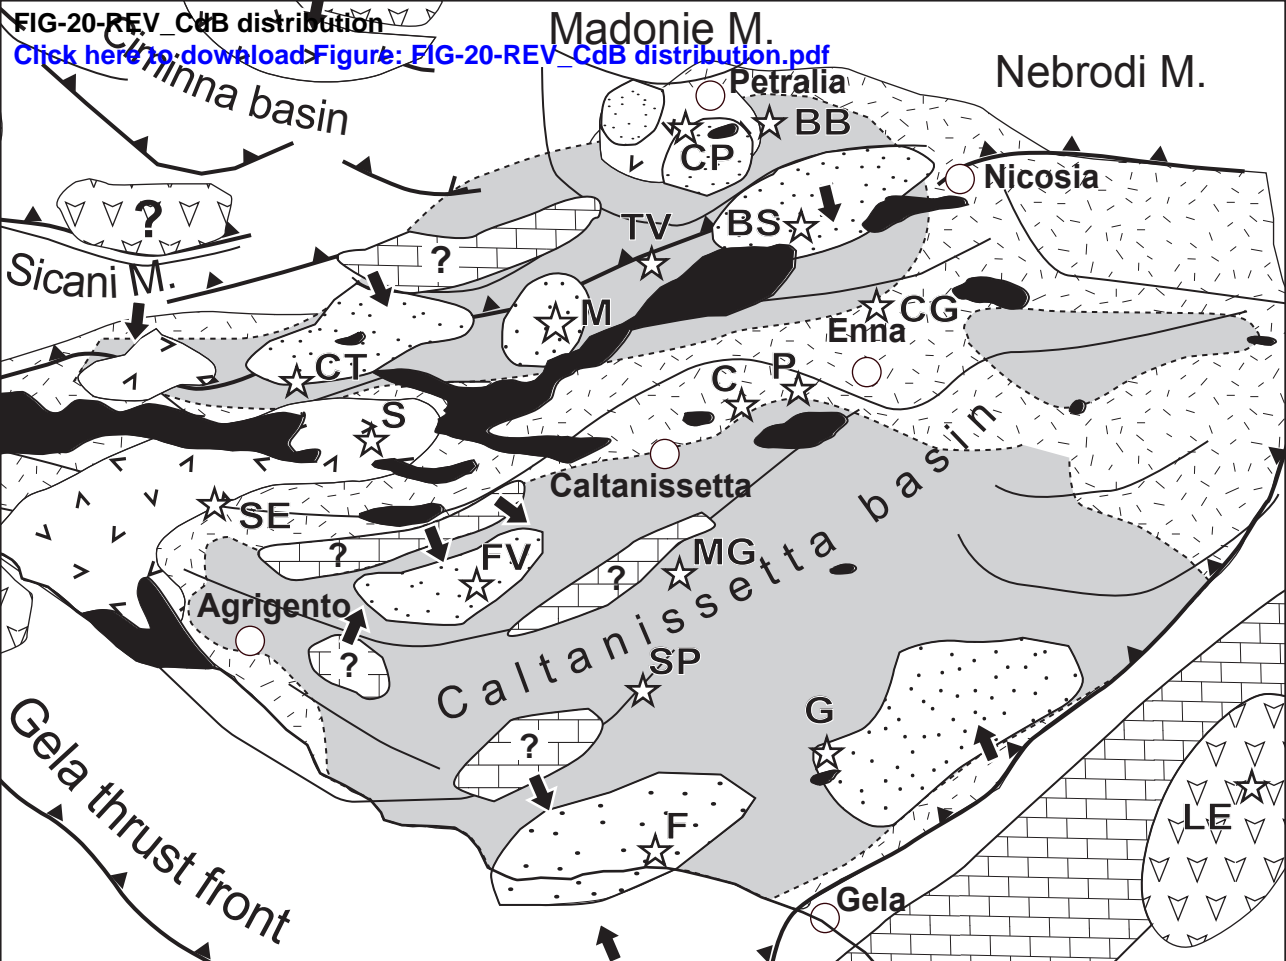 FIG-20-REV_CdB distribution
Click here to download Figure: FIG-20-REV_CdB distribution.pdf
Madonie M.
Nebrodi M.
Ciminna basin
Petralia
BB
CP
Nicosia
?
TV
BS
Sicani M.
?
M
CG
Enna
CT
P
C
S
Caltanissetta
SE
?
FV
MG
?
Caltanissetta basin
Agrigento
?
SP
G
?
Gela thrust front
F
LE
Gela